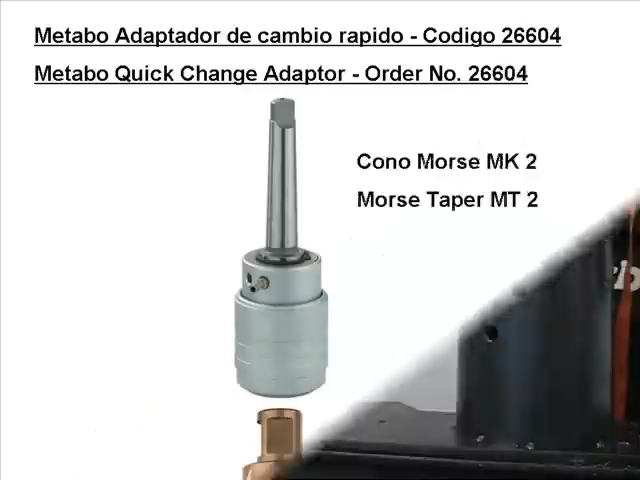 Metabo Adaptador de cambio rapido - Codigo 26604
Metabo Quick Change Adaptor - Order No. 26604
Cono Morse MK 2
Morse Taper MT 2